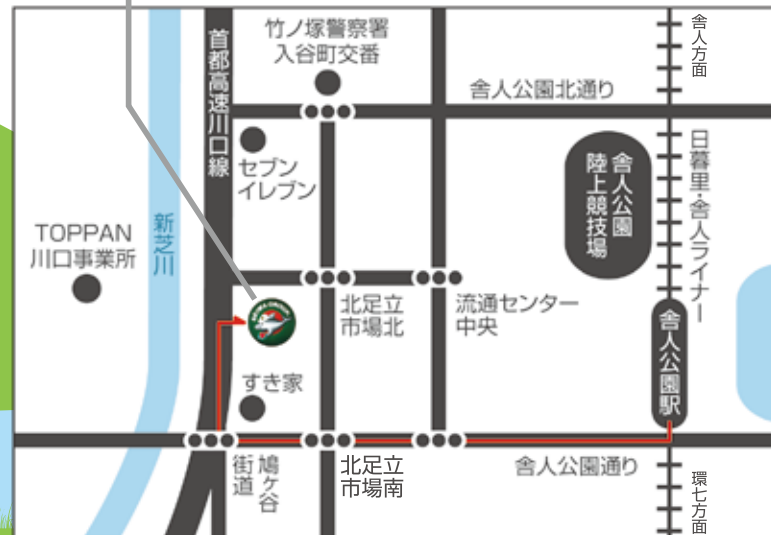 竹ノ塚警察署
入谷町交番
舎人方面
首都高速川口線
舎人公園北通り
セブン
イレブン
舎人公園
陸上競技場
日暮里・舎人ライナー
TOPPAN
川口事業所
新芝川
北足立
市場北
流通センター
中央
舎人公園駅
すき家
鳩ヶ谷
街道
北足立
市場南
舎人公園通り
環七方面